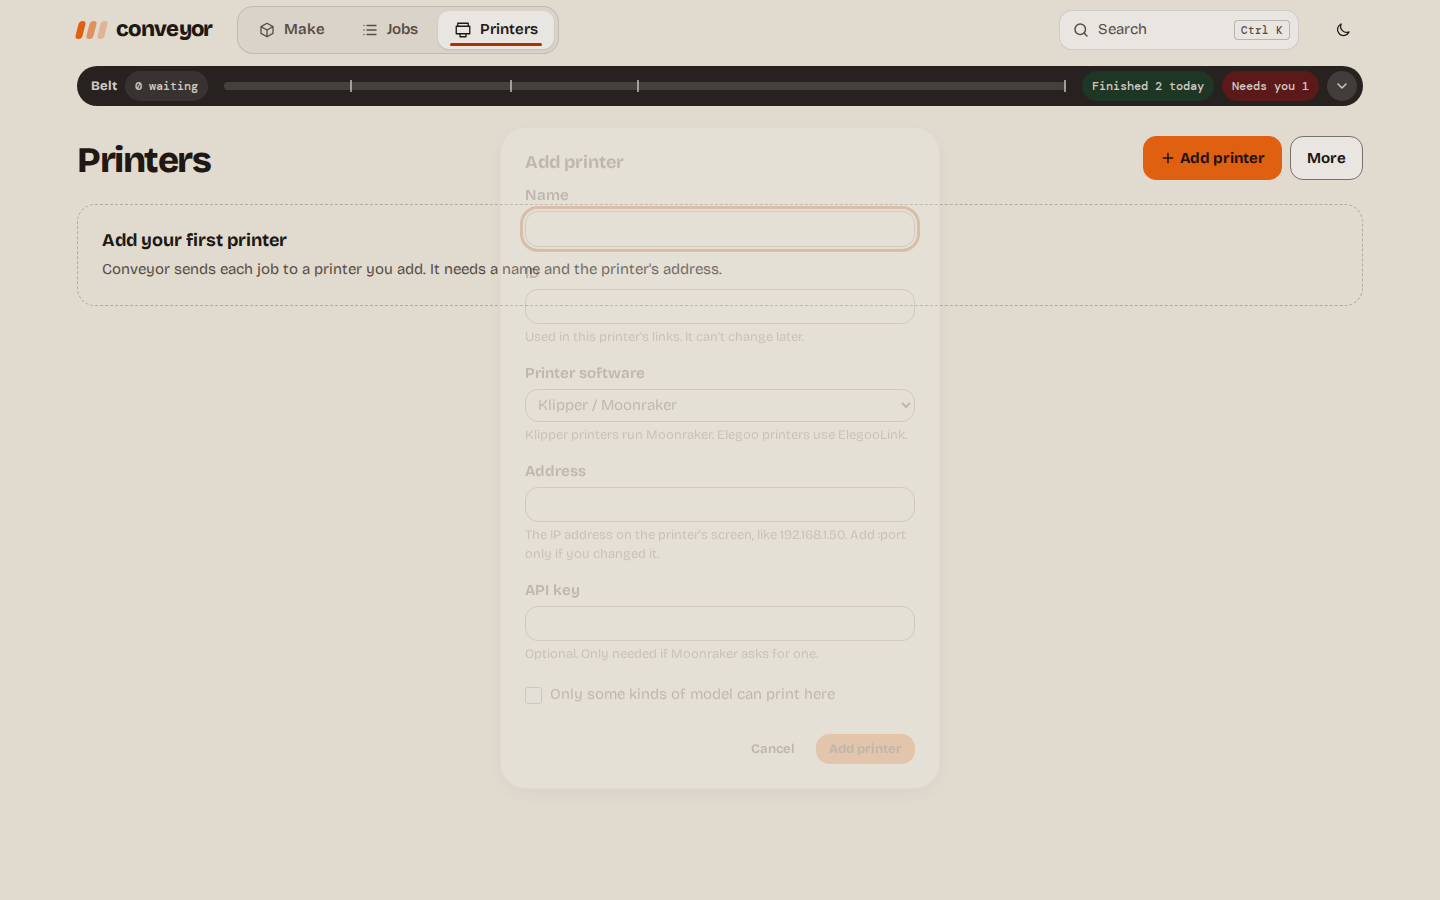 conveyor
Make
Jobs
Printers
Search
Ctrl K
Belt
0 waiting
Finished 2 today
Needs you 1
Printers
+ Add printer
More
Add your first printer
Conveyor sends each job to a printer you add. It needs a name and the printer's address.
Add printer
Name
ID
Used in this printer's links. It can't change later.
Printer software
Klipper / Moonraker
Klipper printers run Moonraker. Elegoo printers use ElegooLink.
Address
The IP address on the printer's screen, like 192.168.1.50. Add :port
only if you changed it.
API key
Optional. Only needed if Moonraker asks for one.
Only some kinds of model can print here
Cancel
Add printer